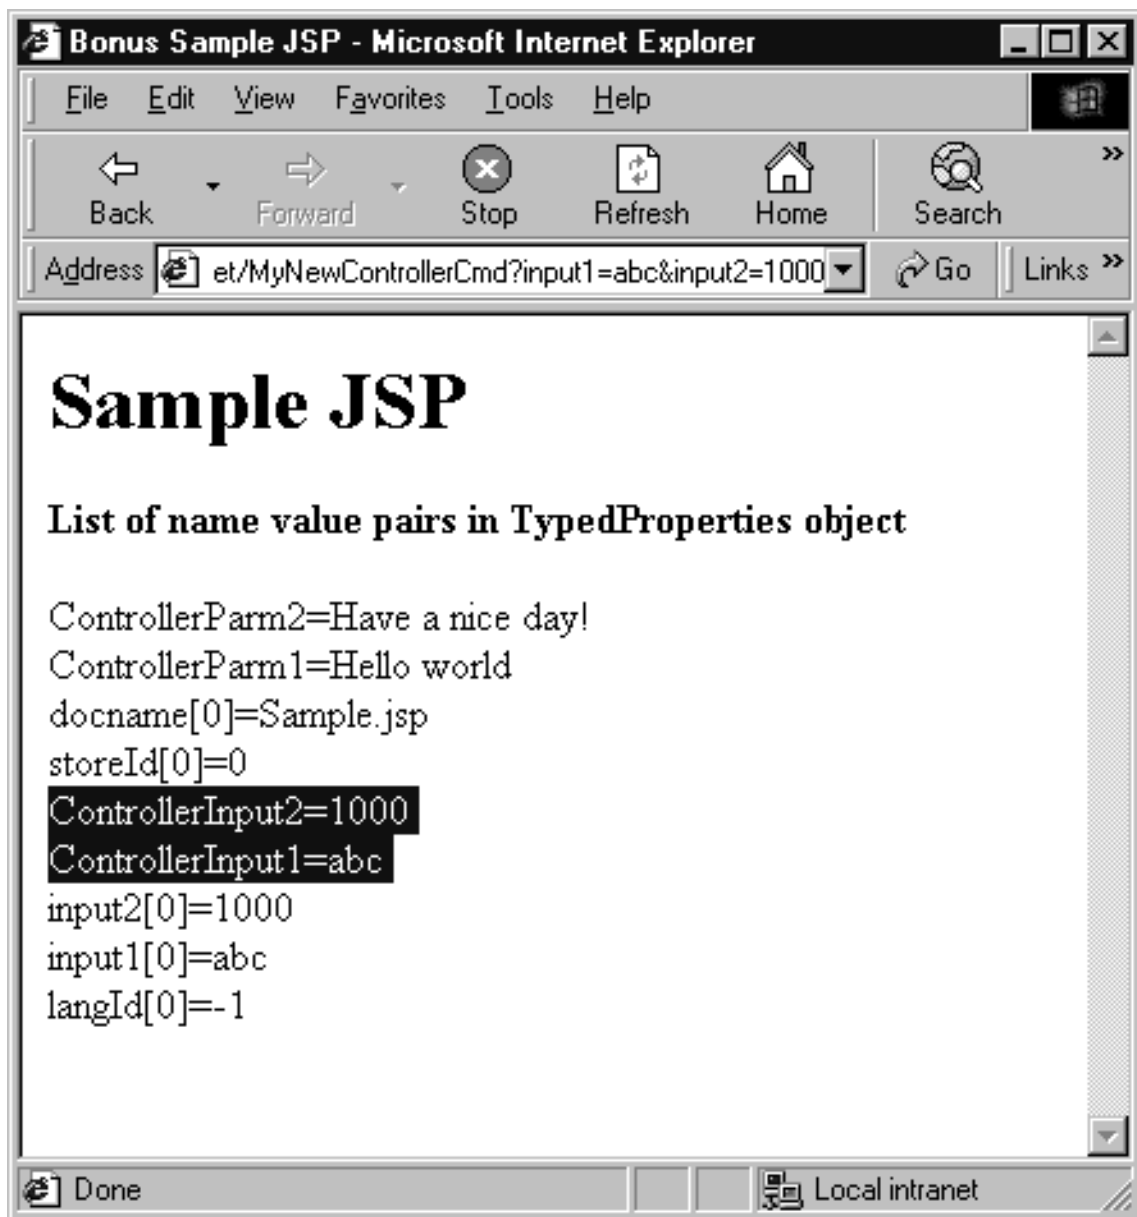 Bonus Sample JSP - Microsoft Internet Explorer
File Edit View Favorites Tools Help
Back Forward Stop Refresh Home Search »
Address et/MyNewControllerCmd?input1=abc&input2=1000 Go Links »
Sample JSP
List of name value pairs in TypedProperties object
ControllerParm2=Have a nice day!
ControllerParm1=Hello world
docname[0]=Sample.jsp
storeId[0]=0
ControllerInput2=1000
ControllerInput1=abc
input2[0]=1000
input1[0]=abc
langId[0]=-1
Done Local intranet